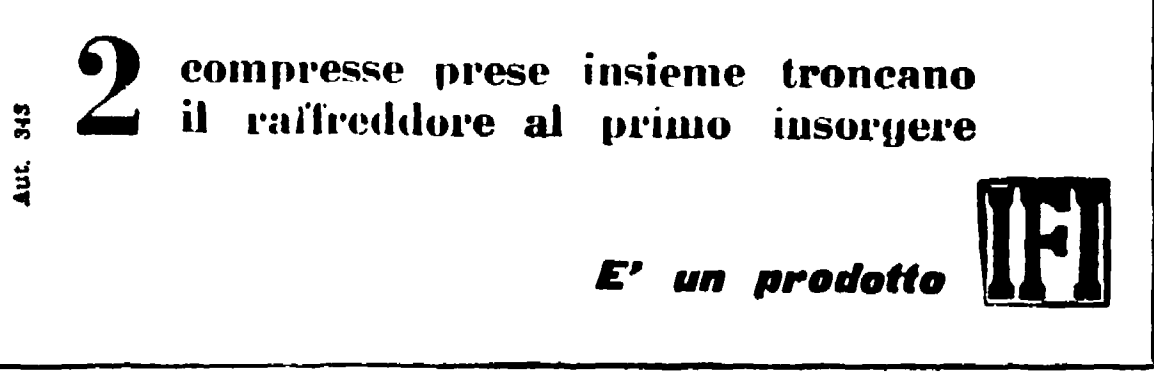 2 compresse prese insieme troncano
il raffreddore al primo insorgere
Aut. 343
E' un prodotto IFI